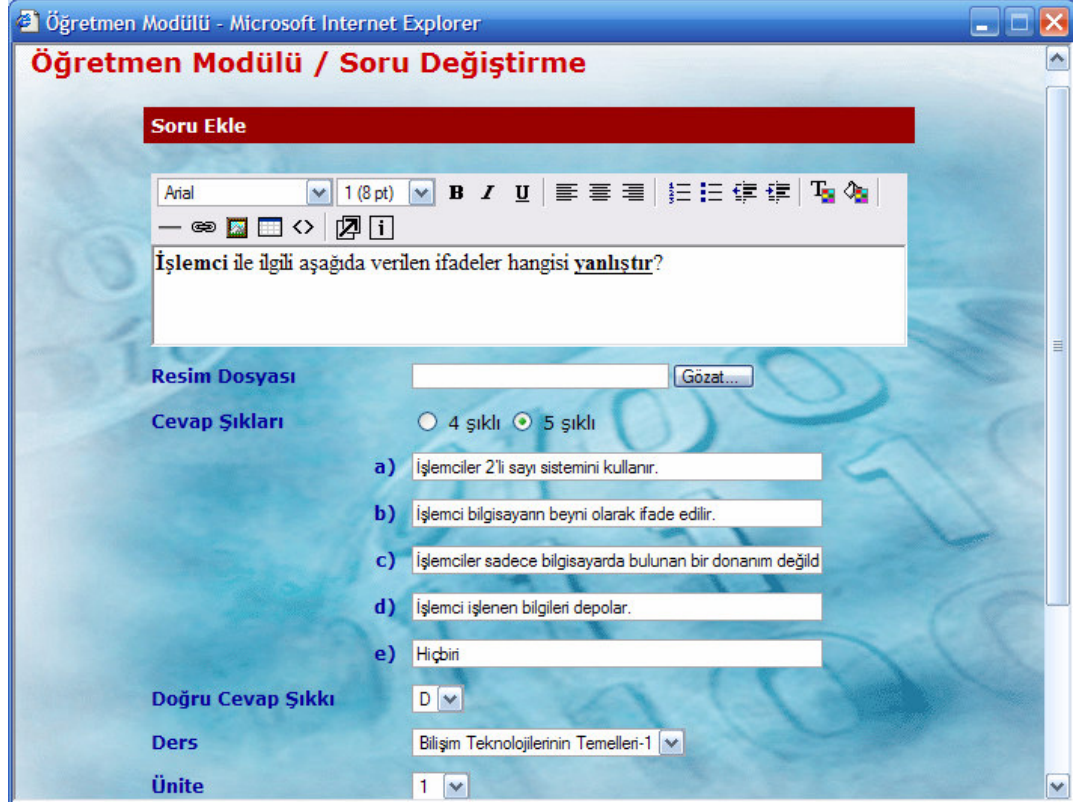 Öğretmen Modülü - Microsoft Internet Explorer
Öğretmen Modülü / Soru Değiştirme
Soru Ekle
Arial 1 (8 pt) B I U
İşlemci ile ilgili aşağıda verilen ifadeler hangisi yanlıştır?
Resim Dosyası Gözat...
Cevap Şıkları 4 şıklı 5 şıklı
a) İşlemciler 2'li sayı sistemini kullanır.
b) İşlemci bilgisayarın beyni olarak ifade edilir.
c) İşlemciler sadece bilgisayarda bulunan bir donanım değild
d) İşlemci işlenen bilgileri depolar.
e) Hiçbiri
Doğru Cevap Şıkkı D
Ders Bilişim Teknolojilerinin Temelleri-1
Ünite 1